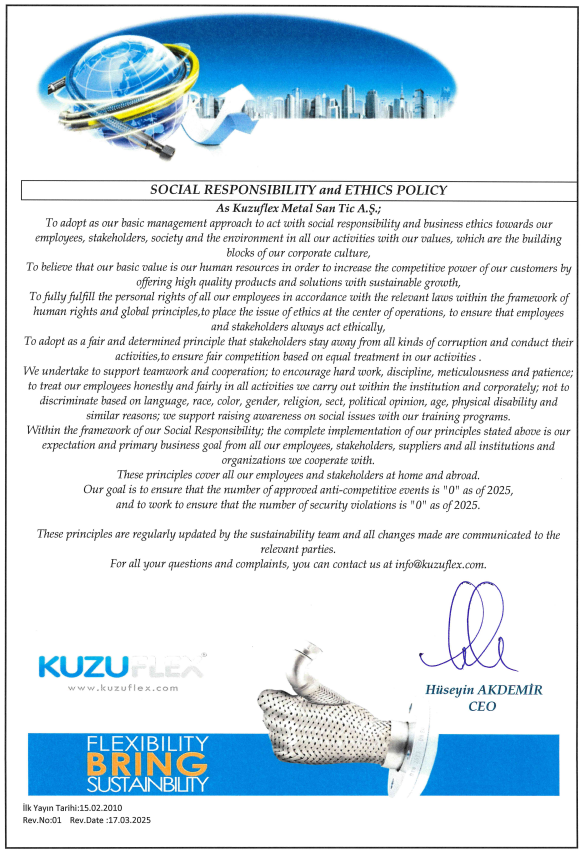 SOCIAL RESPONSIBILITY and ETHICS POLICY
As Kuzuflex Metal San Tic A.Ş.;
To adopt as our basic management approach to act with social responsibility and business ethics towards our
employees, stakeholders, society and the environment in all our activities with our values, which are the building
blocks of our corporate culture,
To believe that our basic value is our human resources in order to increase the competitive power of our customers by
offering high quality products and solutions with sustainable growth,
To fully fulfill the personal rights of all our employees in accordance with the relevant laws within the framework of
human rights and global principles,to place the issue of ethics at the center of operations, to ensure that employees
and stakeholders always act ethically,
To adopt as a fair and determined principle that stakeholders stay away from all kinds of corruption and conduct their
activities,to ensure fair competition based on equal treatment in our activities .
We undertake to support teamwork and cooperation; to encourage hard work, discipline, meticulousness and patience;
to treat our employees honestly and fairly in all activities we carry out within the institution and corporately; not to
discriminate based on language, race, color, gender, religion, sect, political opinion, age, physical disability and
similar reasons; we support raising awareness on social issues with our training programs.
Within the framework of our Social Responsibility; the complete implementation of our principles stated above is our
expectation and primary business goal from all our employees, stakeholders, suppliers and all institutions and
organizations we cooperate with.
These principles cover all our employees and stakeholders at home and abroad.
Our goal is to ensure that the number of approved anti-competitive events is "0" as of 2025,
and to work to ensure that the number of security violations is "0" as of 2025.
These principles are regularly updated by the sustainability team and all changes made are communicated to the
relevant parties.
For all your questions and complaints, you can contact us at info@kuzuflex.com.
KUZUFLEX
www.kuzuflex.com
Hüseyin AKDEMİR
CEO
FLEXIBILITY
BRING
SUSTAINBILITY
İlk Yayın Tarihi:15.02.2010
Rev.No:01 Rev.Date :17.03.2025